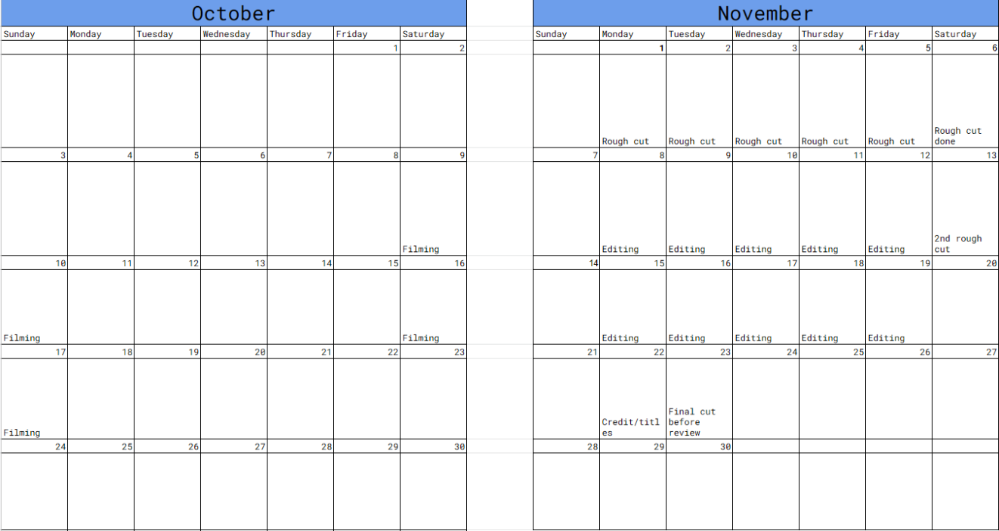 October
Sunday Monday Tuesday Wednesday Thursday Friday Saturday
1 2
3 4 5 6 7 8 9
Filming
10 11 12 13 14 15 16
Filming Filming
17 18 19 20 21 22 23
Filming
24 25 26 27 28 29 30
November
Sunday Monday Tuesday Wednesday Thursday Friday Saturday
1 2 3 4 5 6
Rough cut Rough cut Rough cut Rough cut Rough cut Rough cut
done
7 8 9 10 11 12 13
Editing Editing Editing Editing Editing 2nd rough
cut
14 15 16 17 18 19 20
Editing Editing Editing Editing Editing
21 22 23 24 25 26 27
Credit/titl
es
Final cut
before
review
28 29 30